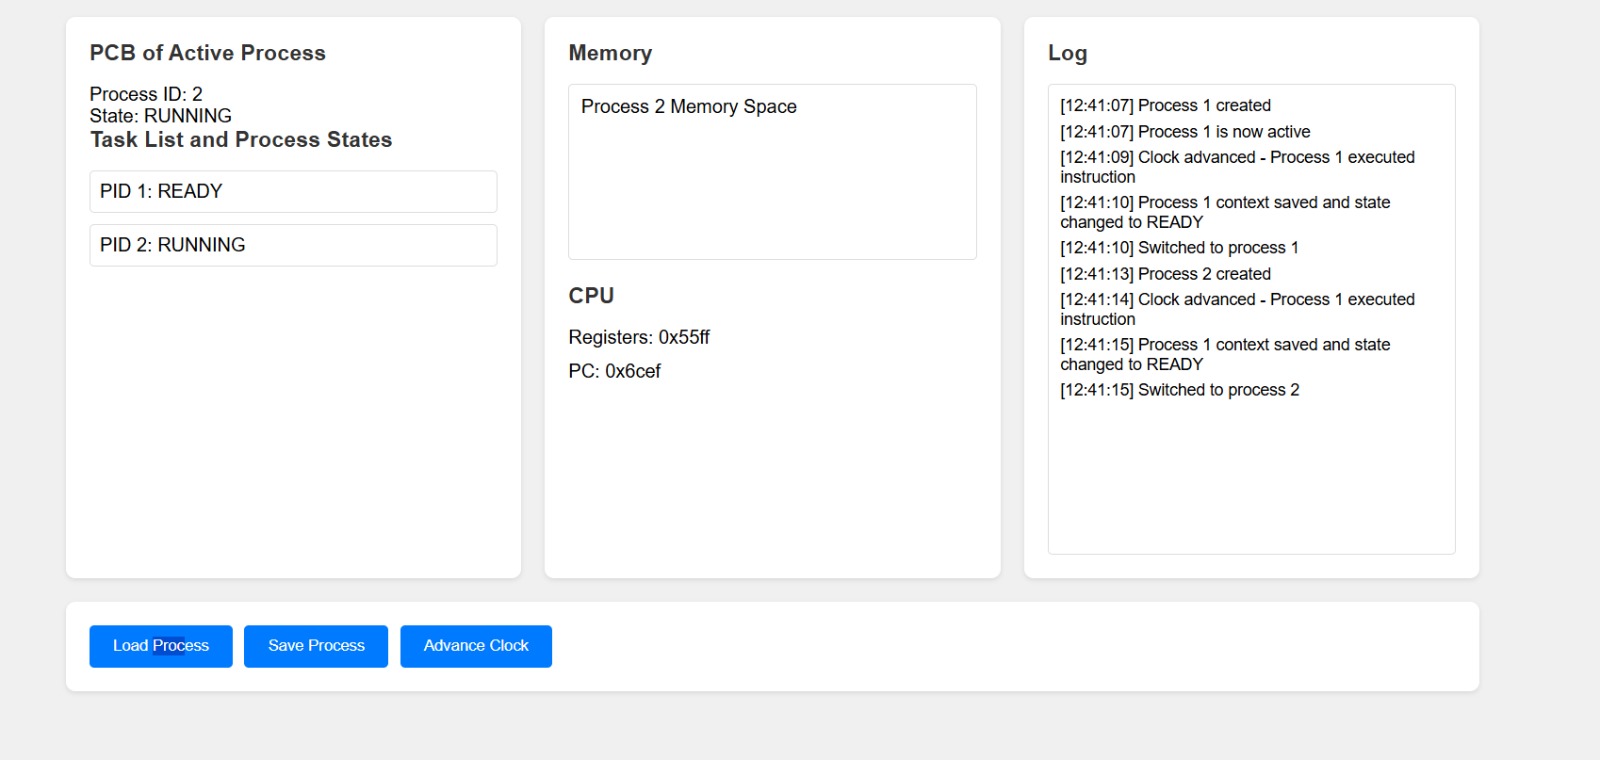 PCB of Active Process
Process ID: 2
State: RUNNING
Task List and Process States
PID 1: READY
PID 2: RUNNING
Memory
Process 2 Memory Space
CPU
Registers: 0x55ff
PC: 0x6cef
Log
[12:41:07] Process 1 created
[12:41:07] Process 1 is now active
[12:41:09] Clock advanced - Process 1 executed
instruction
[12:41:10] Process 1 context saved and state
changed to READY
[12:41:10] Switched to process 1
[12:41:13] Process 2 created
[12:41:14] Clock advanced - Process 1 executed
instruction
[12:41:15] Process 1 context saved and state
changed to READY
[12:41:15] Switched to process 2
Load Process
Save Process
Advance Clock